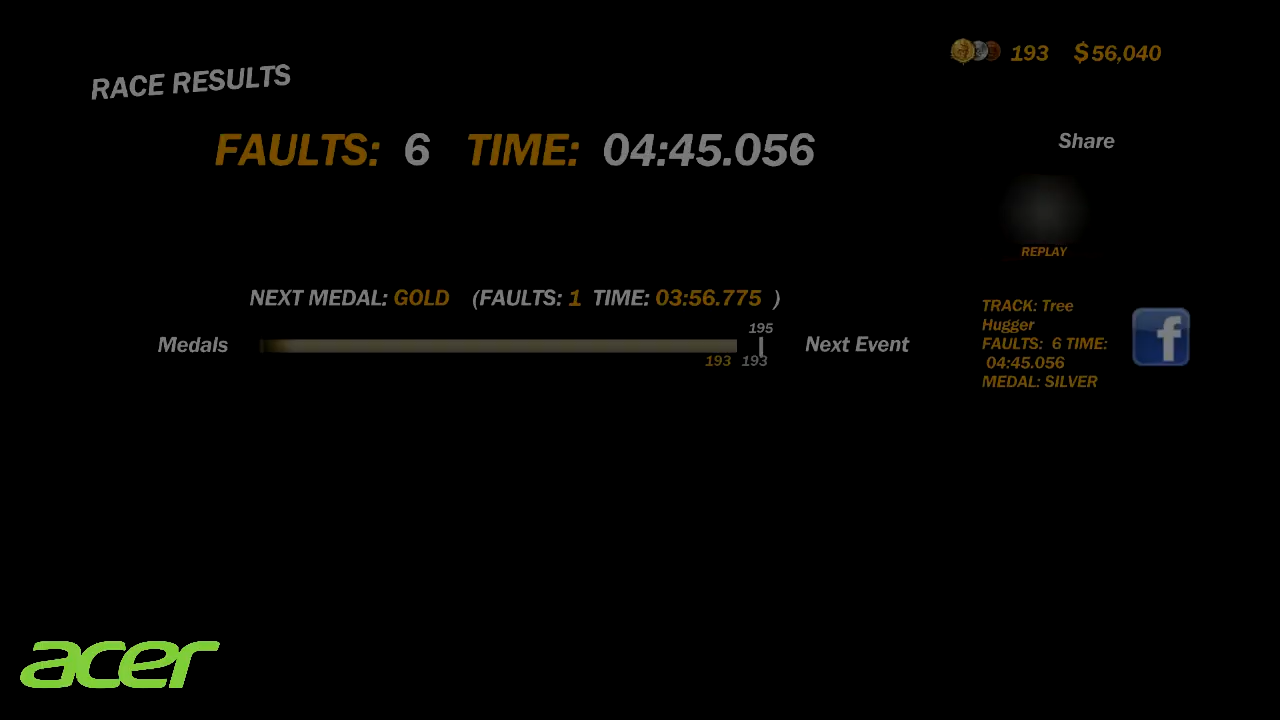 193 $56,040
RACE RESULTS
FAULTS: 6 TIME: 04:45.056
Share
REPLAY
NEXT MEDAL: GOLD (FAULTS: 1 TIME: 03:56.775 )
195
Medals
Next Event
193 193
TRACK: Tree
Hugger
FAULTS: 6 TIME:
04:45.056
MEDAL: SILVER
f
acer